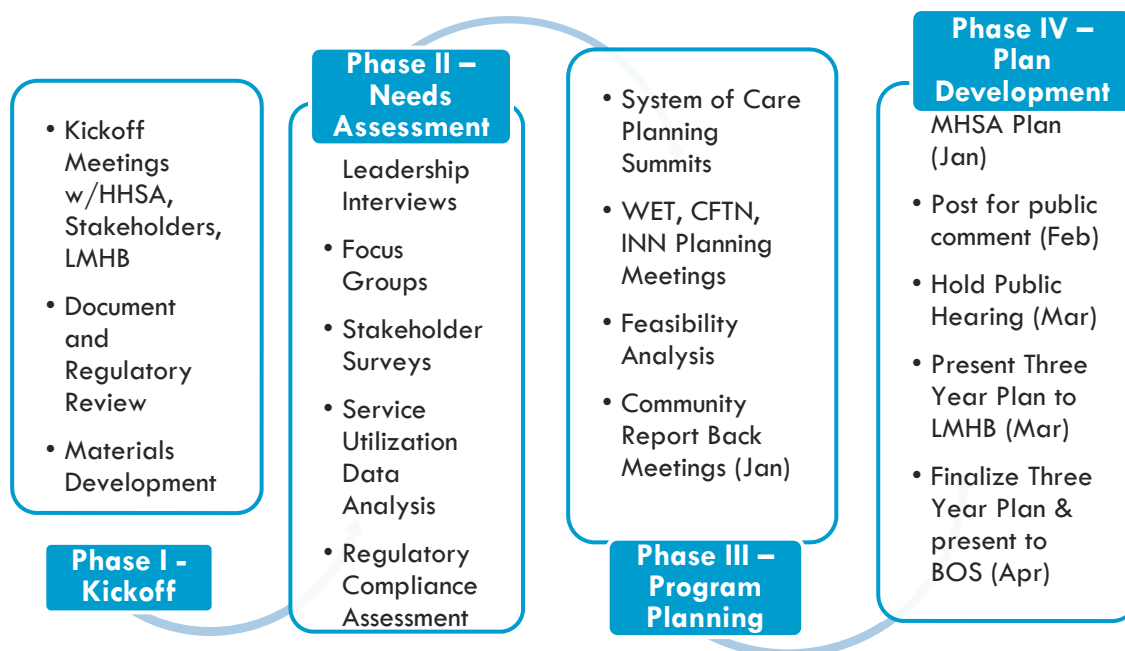 • Kickoff
Meetings
w/HHSA,
Stakeholders,
LMHB
• Document
and
Regulatory
Review
• Materials
Development
Phase I -
Kickoff
Phase II –
Needs
Assessment
Leadership
Interviews
• Focus
Groups
• Stakeholder
Surveys
• Service
Utilization
Data
Analysis
• Regulatory
Compliance
Assessment
• System of Care
Planning
Summits
• WET, CFTN,
INN Planning
Meetings
• Feasibility
Analysis
• Community
Report Back
Meetings (Jan)
Phase III –
Program
Planning
Phase IV –
Plan
Development
MHSA Plan
(Jan)
• Post for public
comment (Feb)
• Hold Public
Hearing (Mar)
• Present Three
Year Plan to
LMHB (Mar)
• Finalize Three
Year Plan &
present to
BOS (Apr)